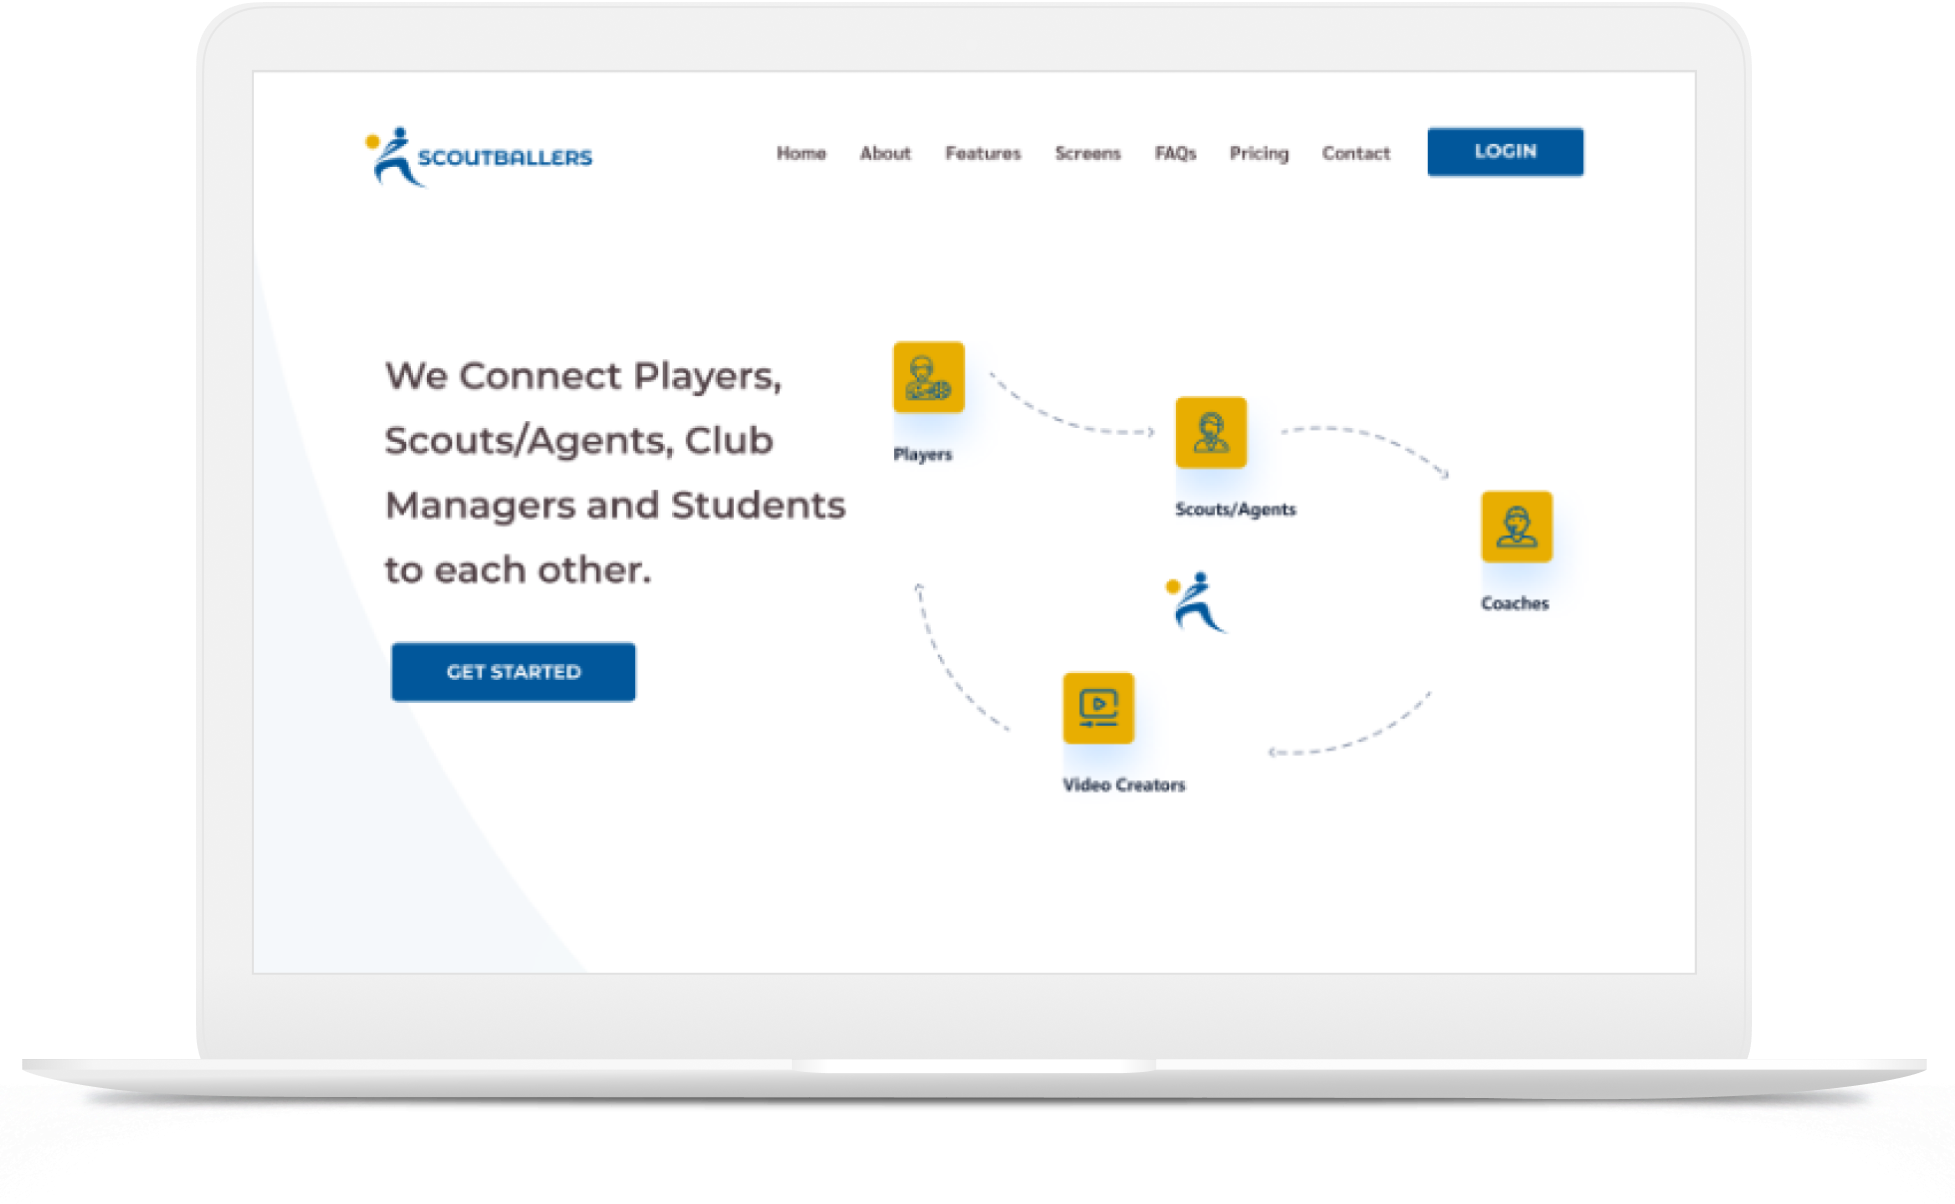 SCOUTBALLERS
Home About Features Screens FAQs Pricing Contact LOGIN
We Connect Players,
Scouts/Agents, Club
Managers and Students
to each other.
GET STARTED
Players
Scouts/Agents
Coaches
Video Creators